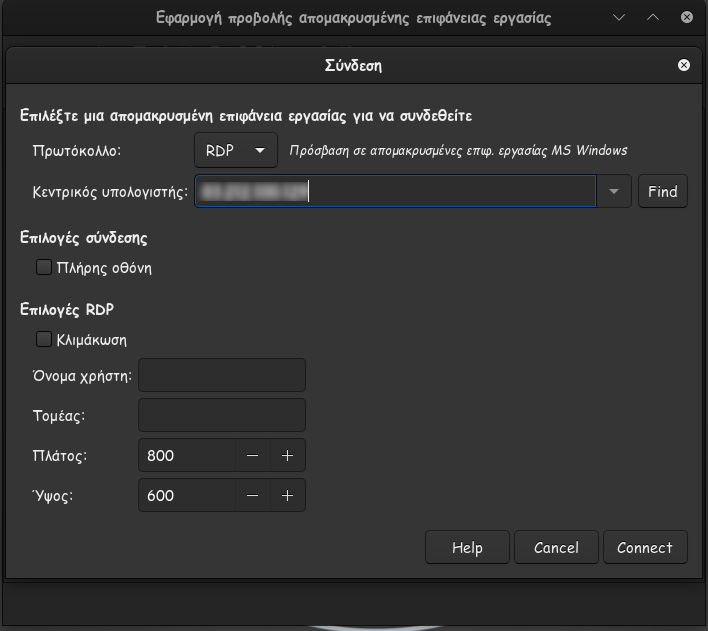 Εφαρμογή προβολής απομακρυσμένης επιφάνειας εργασίας
Σύνδεση
Επιλέξτε μια απομακρυσμένη επιφάνεια εργασίας για να συνδεθείτε
Πρωτόκολλο: RDP Πρόσβαση σε απομακρυσμένες επιφ. εργασίας MS Windows
Κεντρικός υπολογιστής: Find
Επιλογές σύνδεσης
Πλήρης οθόνη
Επιλογές RDP
Κλιμάκωση
Όνομα χρήστη:
Τομέας:
Πλάτος: 800
Ύψος: 600
Help Cancel Connect